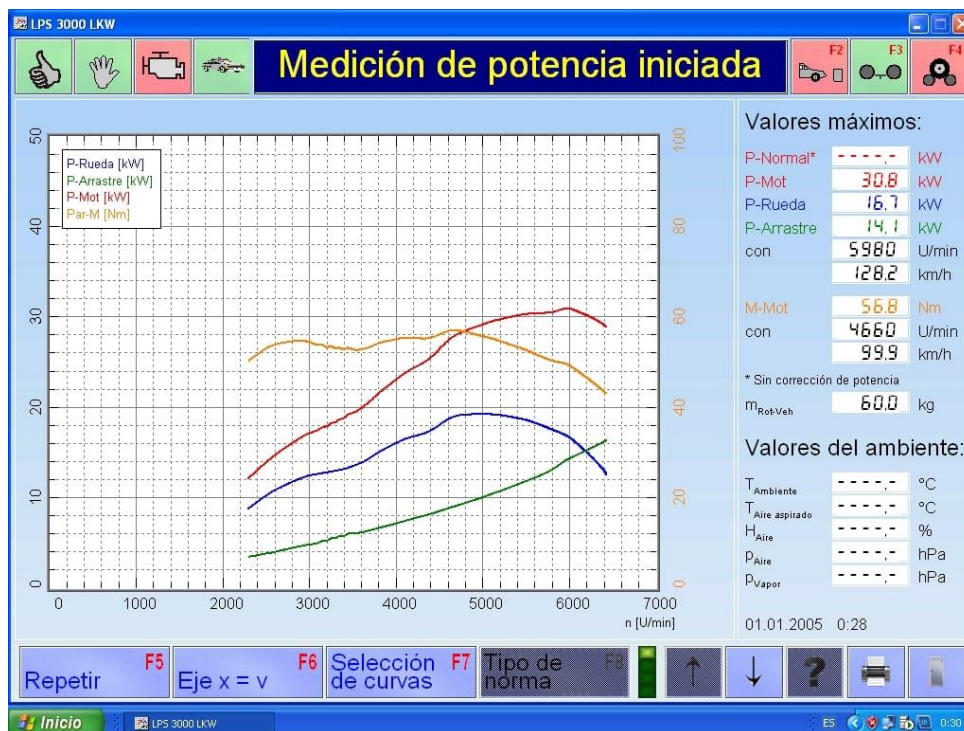 LPS 3000 LKW
Medición de potencia iniciada
F2
F3
F4
50
40
30
20
10
0
100
80
60
40
20
0
P-Rueda [kW]
P-Arrastre [kW]
P-Mot [kW]
Par-M [Nm]
0 1000 2000 3000 4000 5000 6000 7000
n [U/min]
Valores máximos:
P-Normal* ----,- kW
P-Mot 30,8 kW
P-Rueda 16,7 kW
P-Arrastre 14,1 kW
con 5980 U/min
128,2 km/h
M-Mot 56,8 Nm
con 4660 U/min
99,9 km/h
* Sin corrección de potencia
mRot-Veh 60,0 kg
Valores del ambiente:
TAmbiente ----,- °C
TAire aspirado ----,- °C
HAire ----,- %
pAire ----,- hPa
pVapor ----,- hPa
01.01.2005 0:28
Repetir F5
Eje x = v F6
Selección de curvas F7
Tipo de norma F8
?
Inicio
LPS 3000 LKW
ES
0:30